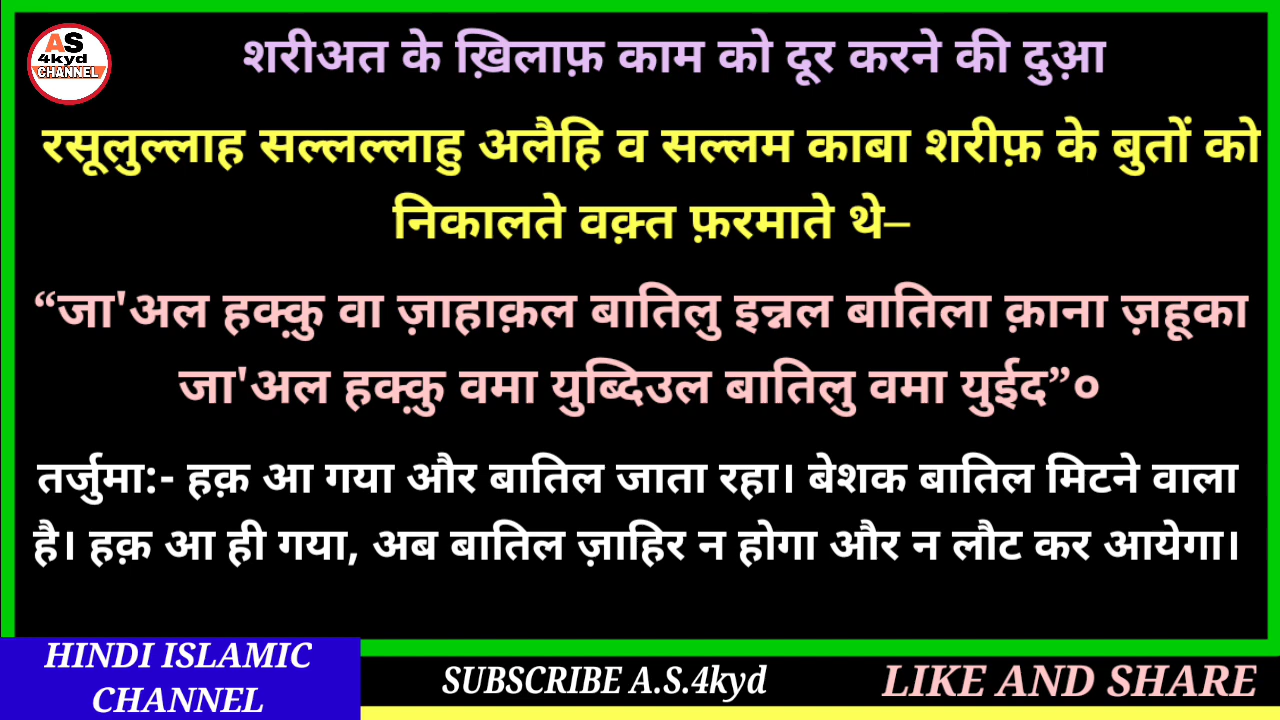 AS
4kyd
CHANNEL
शरीअत के ख़िलाफ़ काम को दूर करने की दुआ़
रसूलुल्लाह सल्लल्लाहु अलैहि व सल्लम काबा शरीफ़ के बुतों को
निकालते वक़्त फ़रमाते थे–
“जा'अल हक्क़ु वा ज़ाहाक़ल बातिलु इन्नल बातिला क़ाना ज़हूका
जा'अल हक्क़ु वमा युब्दिउल बातिलु वमा युईद”०
तर्जुमा:- हक़ आ गया और बातिल जाता रहा। बेशक बातिल मिटने वाला
है। हक़ आ ही गया, अब बातिल ज़ाहिर न होगा और न लौट कर आयेगा।
HINDI ISLAMIC
CHANNEL
SUBSCRIBE A.S.4kyd
LIKE AND SHARE